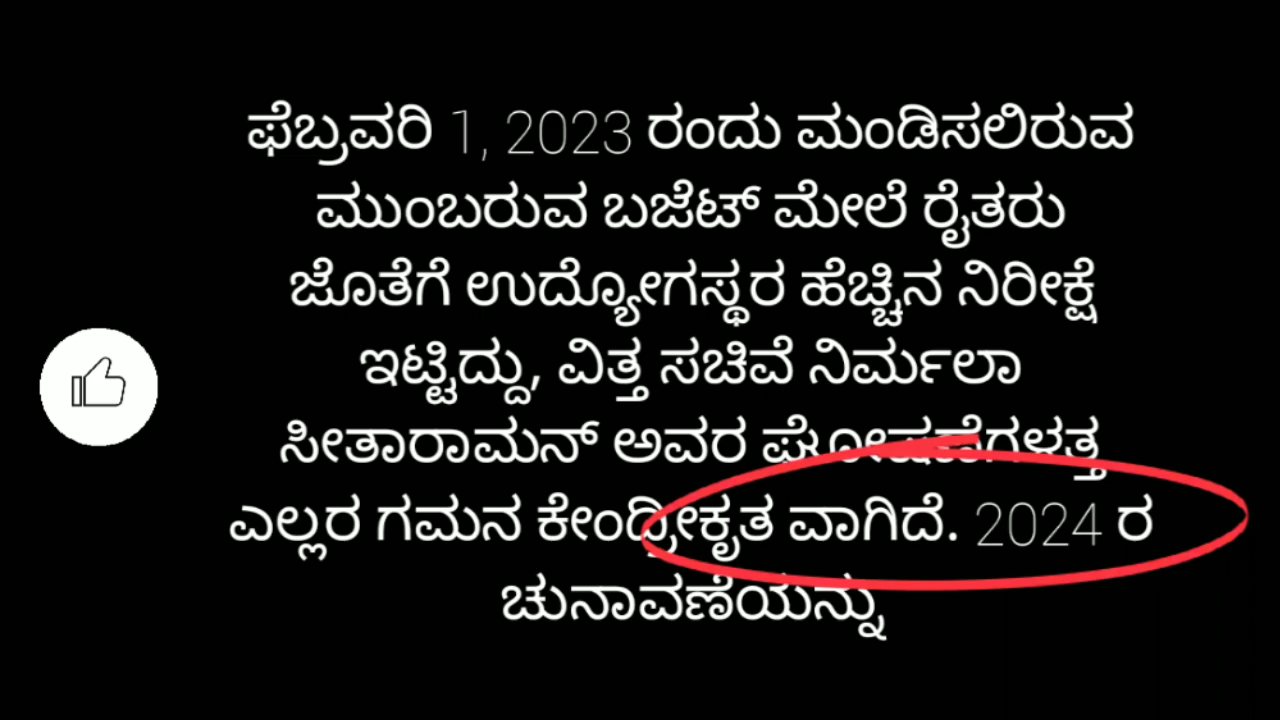 ಫೆಬ್ರವರಿ 1, 2023 ರಂದು ಮಂಡಿಸಲಿರುವ
ಮುಂಬರುವ ಬಜೆಟ್ ಮೇಲೆ ರೈತರು
ಜೊತೆಗೆ ಉದ್ಯೋಗಸ್ಥರ ಹೆಚ್ಚಿನ ನಿರೀಕ್ಷೆ
ಇಟ್ಟಿದ್ದು, ವಿತ್ತ ಸಚಿವೆ ನಿರ್ಮಲಾ
ಸೀತಾರಾಮನ್ ಅವರ ಘೋಷಣೆಗಳತ್ತ
ಎಲ್ಲರ ಗಮನ ಕೇಂದ್ರೀಕೃತ ವಾಗಿದೆ. 2024 ರ
ಚುನಾವಣೆಯನ್ನು